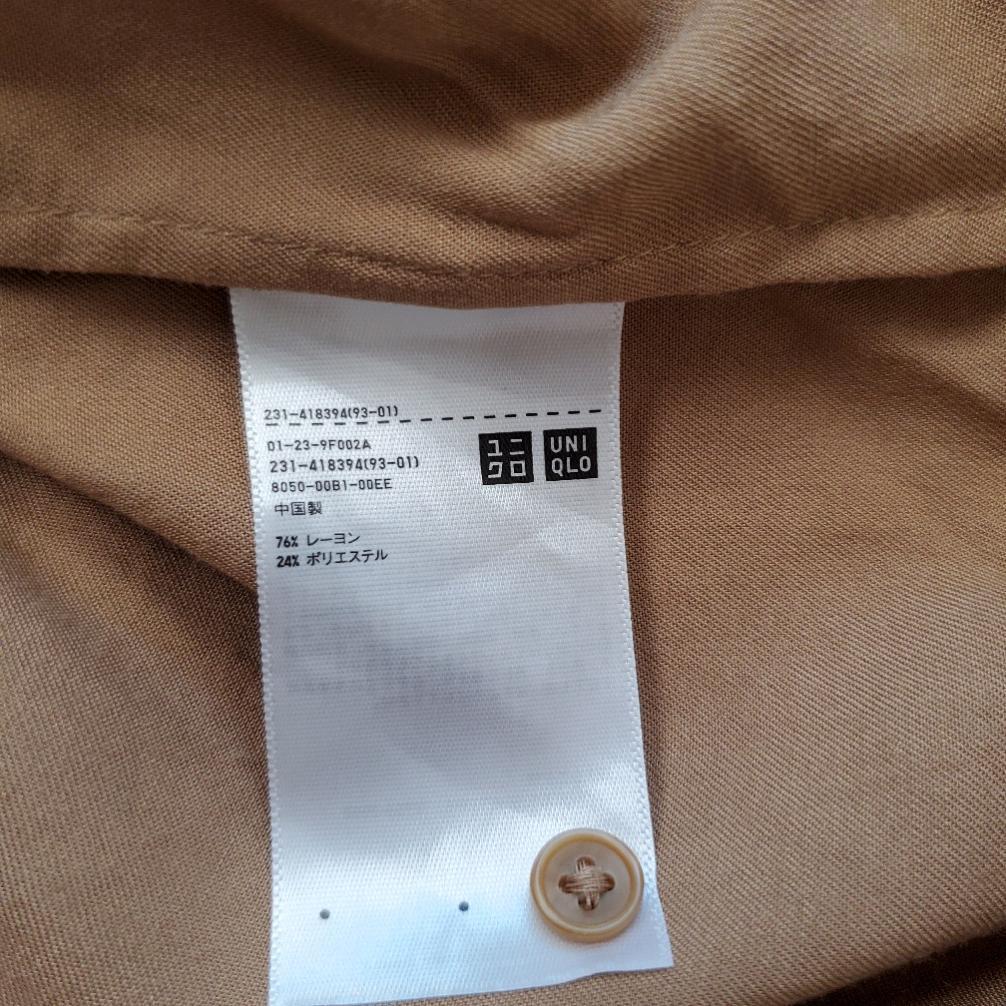 231-418394(93-01)
01-23-9F002A
231-418394(93-01)
8050-00B1-00EE
中国製
ユニ
クロ
UNI
QLO
76% レーヨン
24% ポリエステル